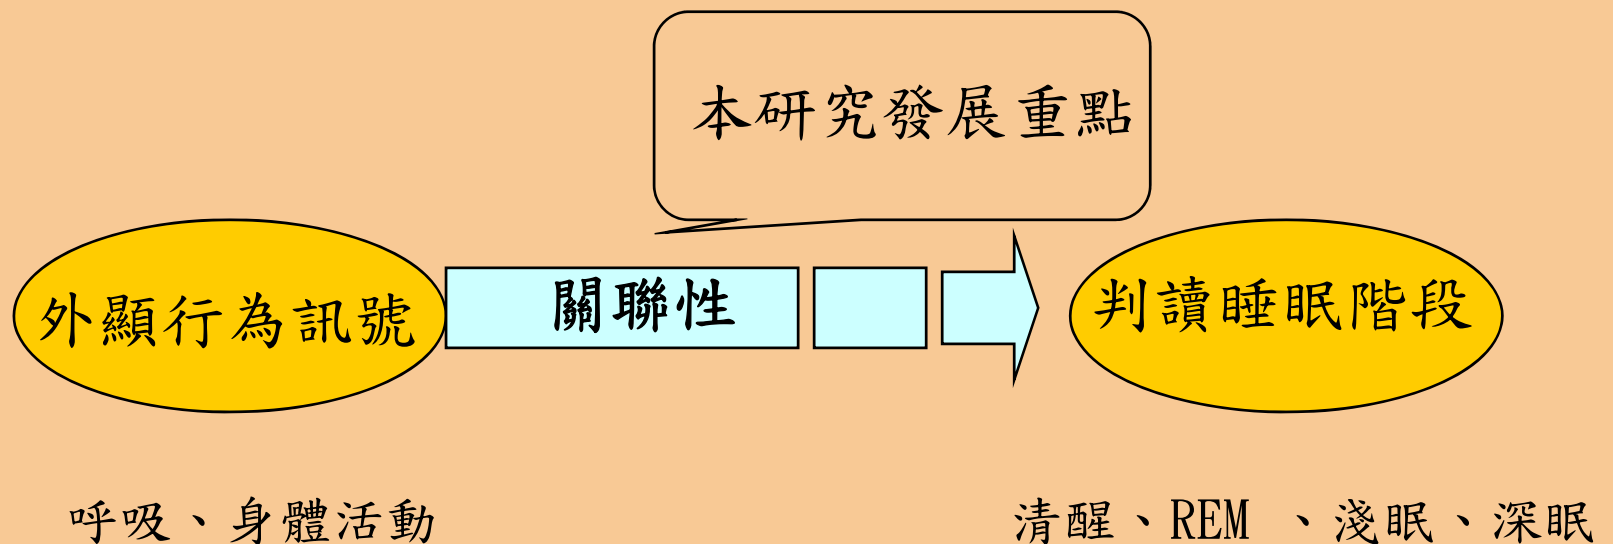 本研究發展重點
外顯行為訊號
關聯性
判讀睡眠階段
呼吸、身體活動
清醒、REM 、淺眠、深眠